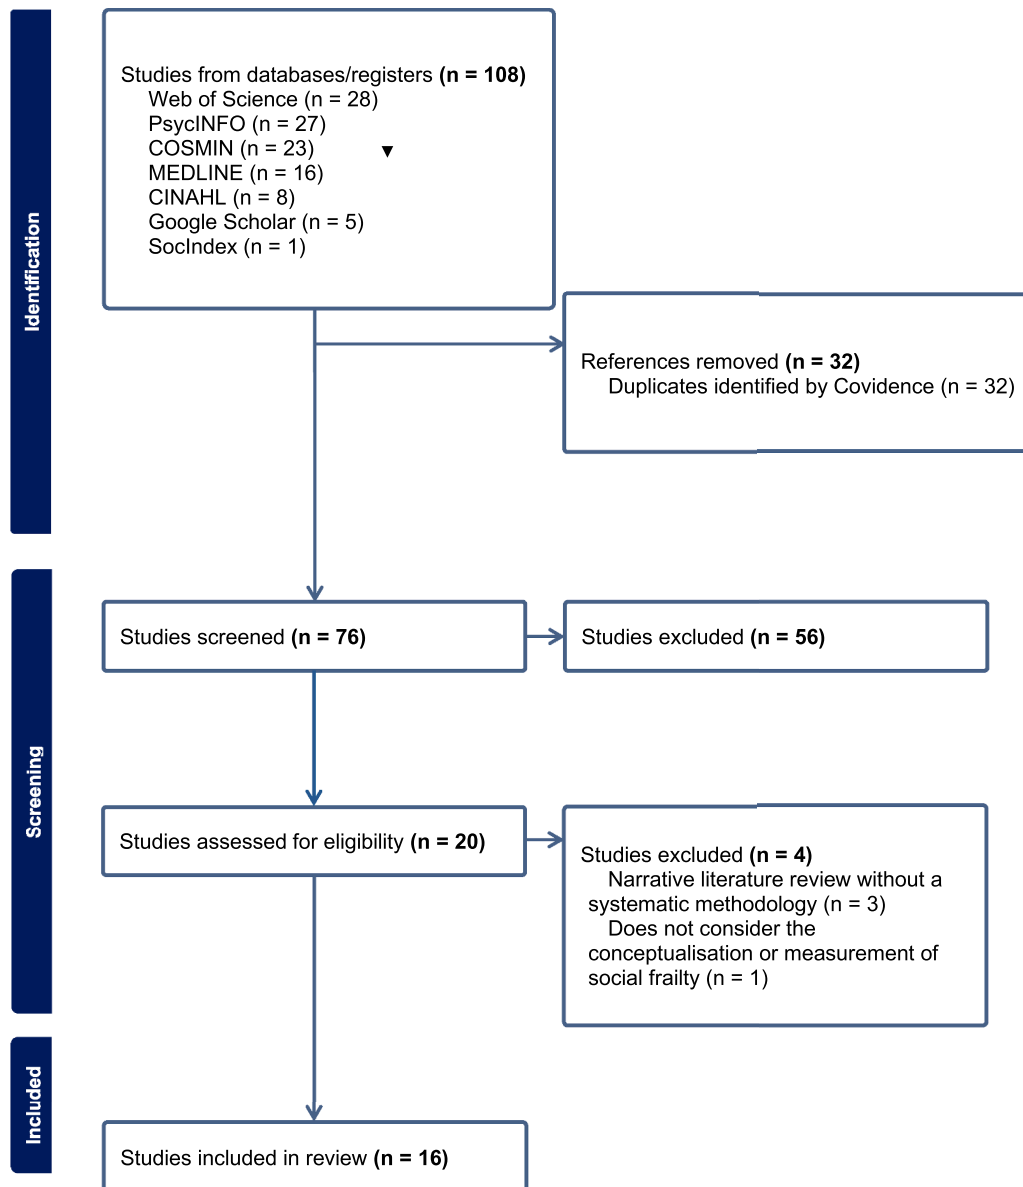 Identification
Studies from databases/registers (n = 108)
Web of Science (n = 28)
PsycINFO (n = 27)
COSMIN (n = 23)
MEDLINE (n = 16)
CINAHL (n = 8)
Google Scholar (n = 5)
SocIndex (n = 1)
References removed (n = 32)
Duplicates identified by Covidence (n = 32)
Screening
Studies screened (n = 76)
Studies excluded (n = 56)
Studies assessed for eligibility (n = 20)
Studies excluded (n = 4)
Narrative literature review without a
systematic methodology (n = 3)
Does not consider the
conceptualisation or measurement of
social frailty (n = 1)
Included
Studies included in review (n = 16)